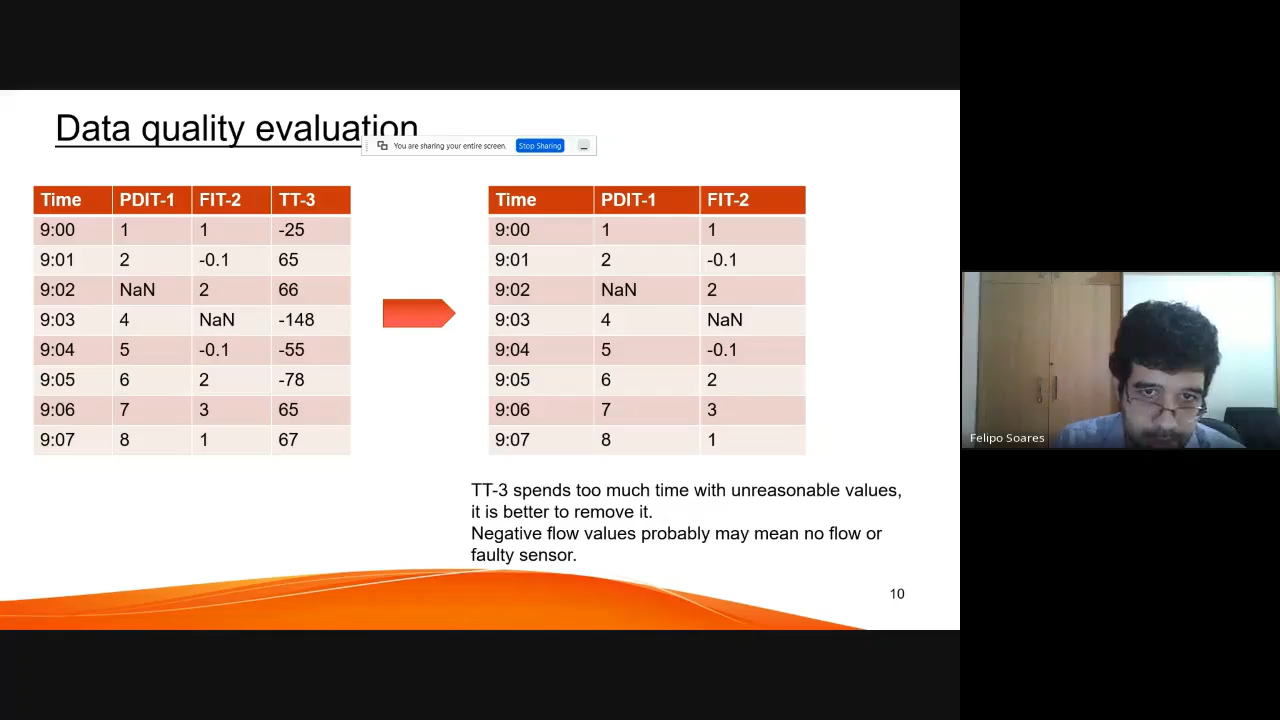 Data quality evaluation
You are sharing your entire screen. Stop Sharing
Time PDIT-1 FIT-2 TT-3
9:00 1 1 -25
9:01 2 -0.1 65
9:02 NaN 2 66
9:03 4 NaN -148
9:04 5 -0.1 -55
9:05 6 2 -78
9:06 7 3 65
9:07 8 1 67
Time PDIT-1 FIT-2
9:00 1 1
9:01 2 -0.1
9:02 NaN 2
9:03 4 NaN
9:04 5 -0.1
9:05 6 2
9:06 7 3
9:07 8 1
TT-3 spends too much time with unreasonable values,
it is better to remove it.
Negative flow values probably may mean no flow or
faulty sensor.
10
Felipo Soares